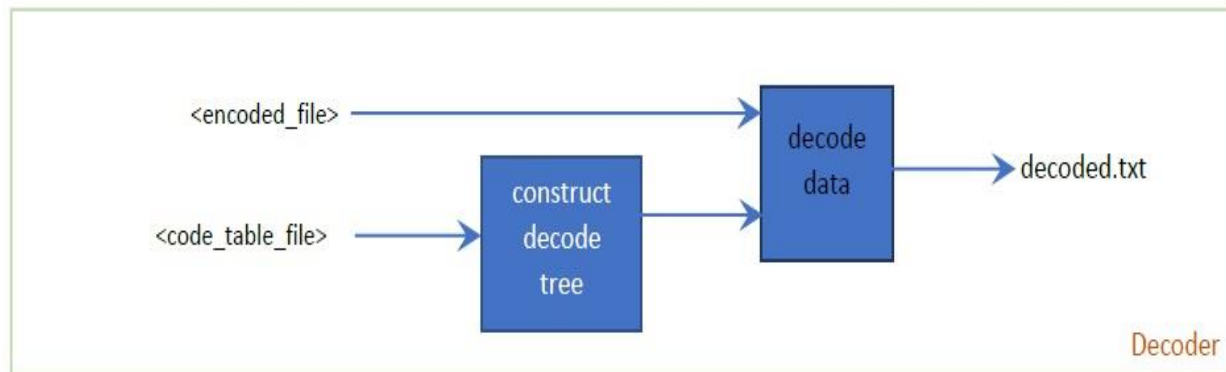 <encoded_file>
decode
data
decoded.txt
construct
decode
tree
<code_table_file>
Decoder